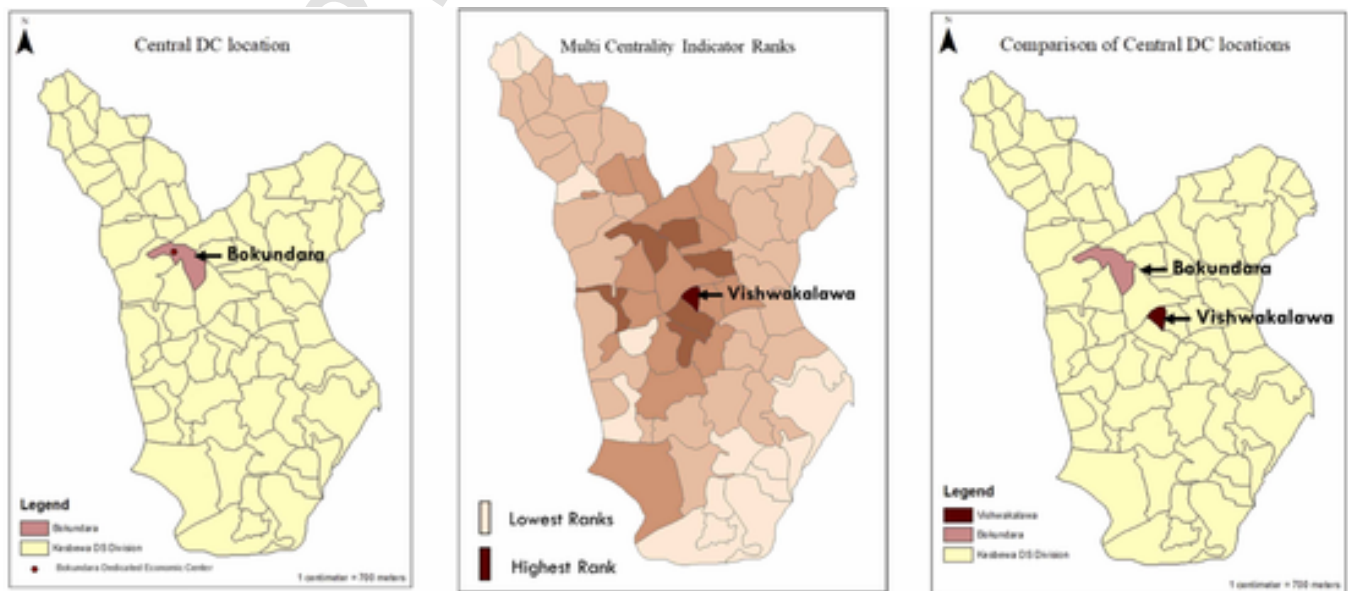 N
Central DC location
Bokundara
Legend
Bokundara
Kesbewa DS Division
Bokundara Dedicated Economic Center
1 centimeter = 700 meters
Multi Centrality Indicator Ranks
Vishwakalawa
Lowest Ranks
Highest Rank
N
Comparison of Central DC locations
Bokundara
Vishwakalawa
Legend
Vishwakalawa
Bokundara
Kesbewa DS Division
1 centimeter = 700 meters